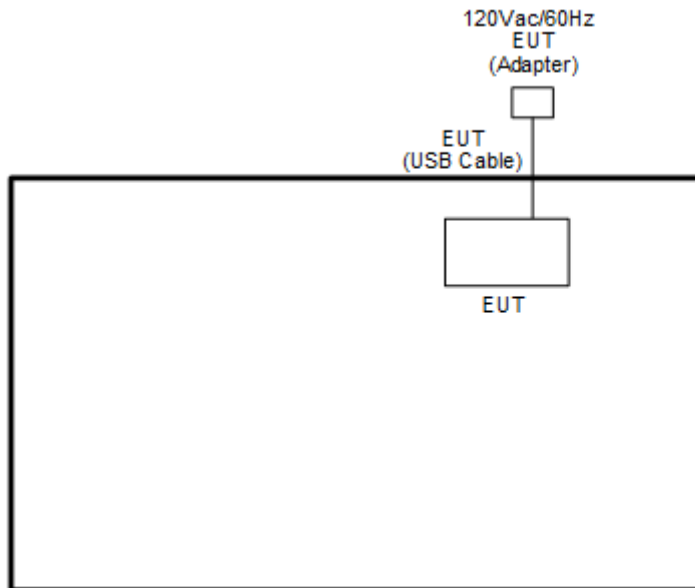 120Vac/60Hz
EUT
(Adapter)
EUT
(USB Cable)
EUT